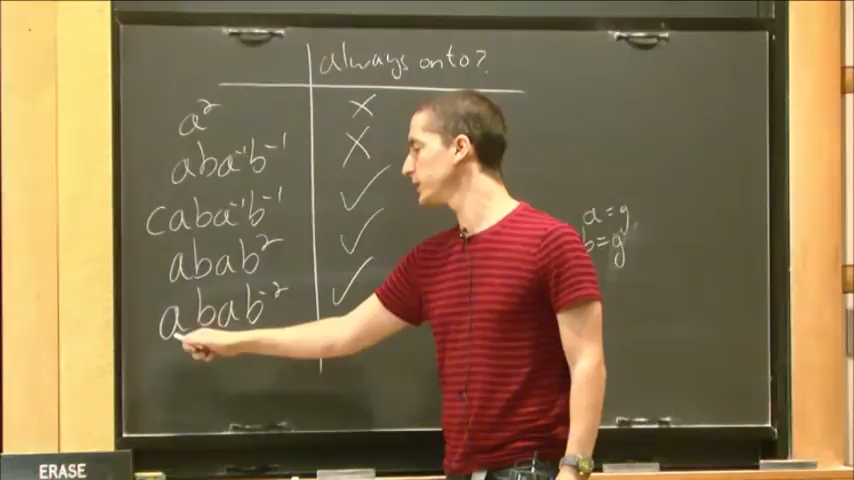 always onto?
a² ✗
aba⁻¹b⁻¹ ✗
caba⁻¹b⁻¹ ✓
abab² ✓
abab⁻² ✓
a=g
b=g
ERASE